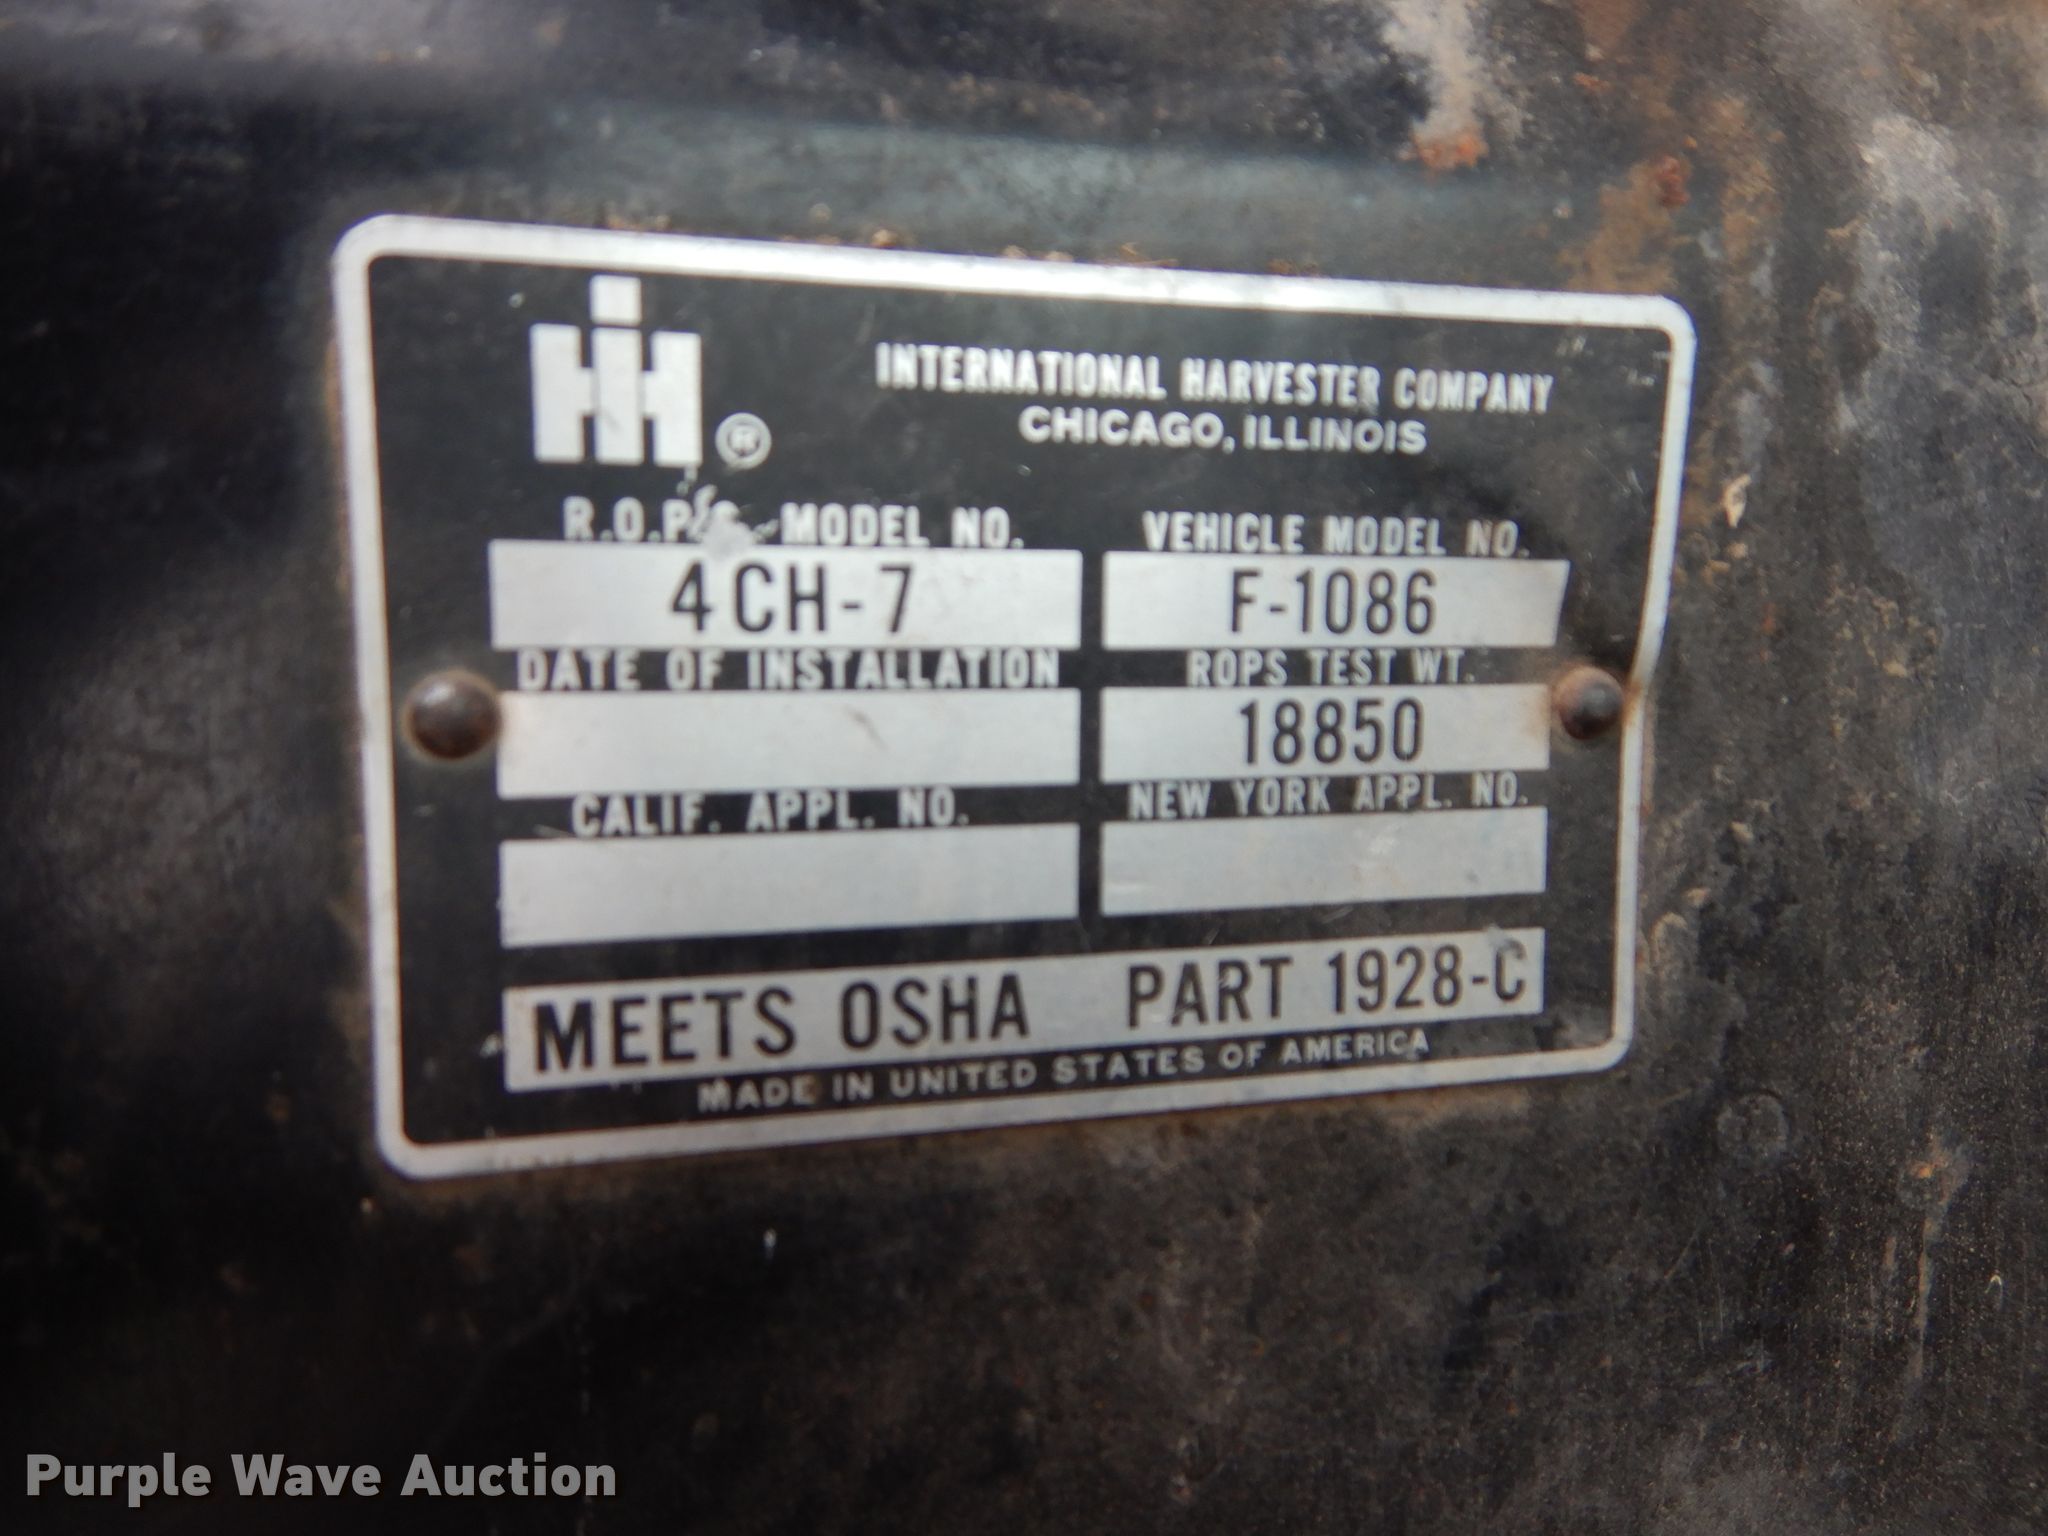 IH ®
INTERNATIONAL HARVESTER COMPANY
CHICAGO, ILLINOIS
R.O.P.S. MODEL NO.
4CH-7
VEHICLE MODEL NO.
F-1086
DATE OF INSTALLATION
ROPS TEST WT.
18850
CALIF. APPL. NO.
NEW YORK APPL. NO.
MEETS OSHA PART 1928-C
MADE IN UNITED STATES OF AMERICA
Purple Wave Auction